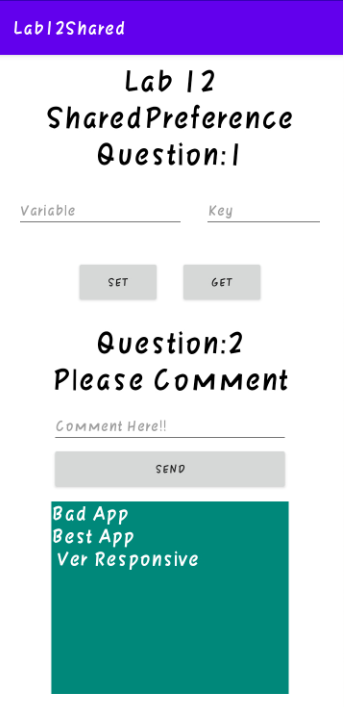 Lab12Shared
Lab 12
SharedPreference
Question:1
Variable Key
SET GET
Question:2
Please Comment
Comment Here!!
SEND
Bad App
Best App
Ver Responsive